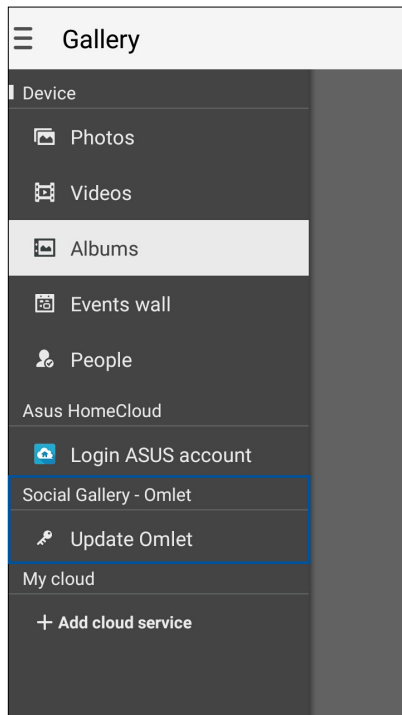 Gallery
Device
Photos
Videos
Albums
Events wall
People
Asus HomeCloud
Login ASUS account
Social Gallery - Omlet
Update Omlet
My cloud
+ Add cloud service